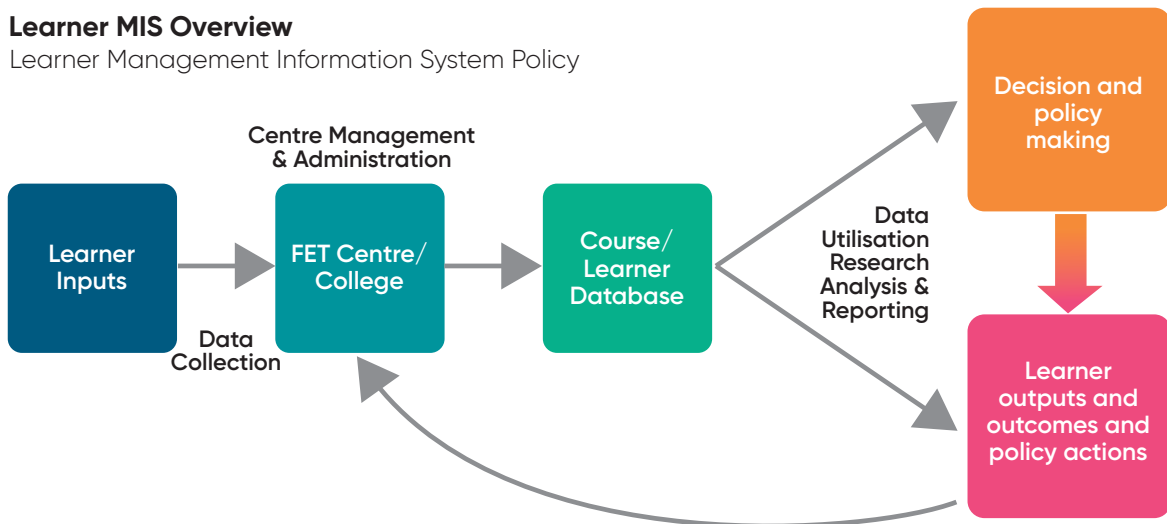 Learner MIS Overview
Learner Management Information System Policy
Centre Management
& Administration
Learner
Inputs
Data
Collection
FET Centre/
College
Course/
Learner
Database
Data
Utilisation
Research
Analysis &
Reporting
Decision and
policy
making
Learner
outputs and
outcomes and
policy actions